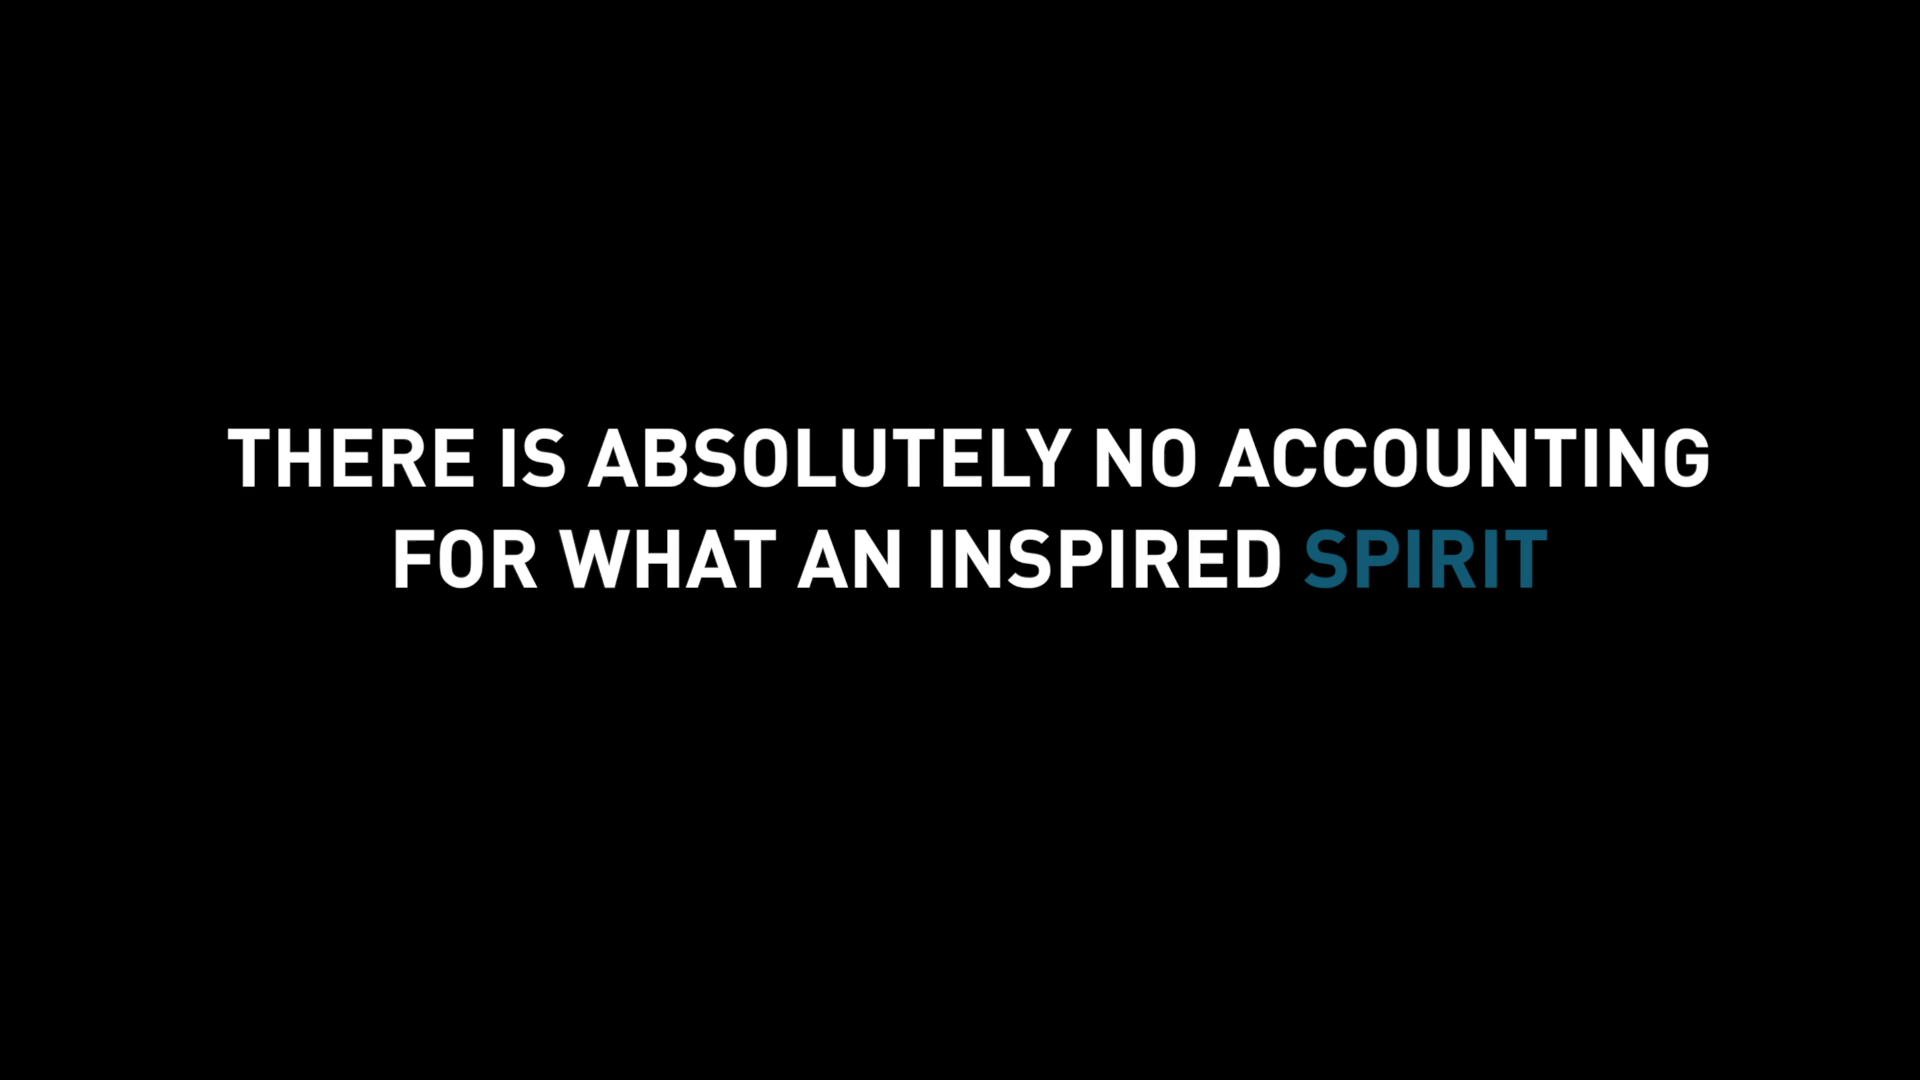 THERE IS ABSOLUTELY NO ACCOUNTING
FOR WHAT AN INSPIRED SPIRIT